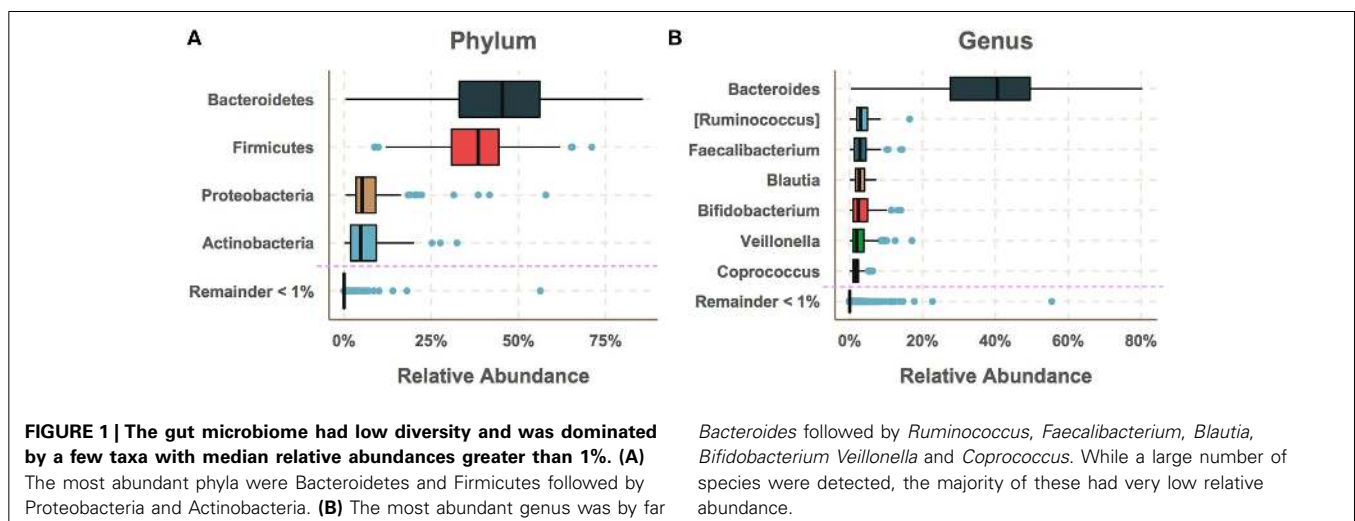 A
Phylum
Bacteroidetes
Firmicutes
Proteobacteria
Actinobacteria
Remainder < 1%
0% 25% 50% 75%
Relative Abundance
B
Genus
Bacteroides
[Ruminococcus]
Faecalibacterium
Blautia
Bifidobacterium
Veillonella
Coprococcus
Remainder < 1%
0% 20% 40% 60% 80%
Relative Abundance
FIGURE 1 | The gut microbiome had low diversity and was dominated
by a few taxa with median relative abundances greater than 1%. (A)
The most abundant phyla were Bacteroidetes and Firmicutes followed by
Proteobacteria and Actinobacteria. (B) The most abundant genus was by far
Bacteroides followed by Ruminococcus, Faecalibacterium, Blautia,
Bifidobacterium Veillonella and Coprococcus. While a large number of
species were detected, the majority of these had very low relative
abundance.